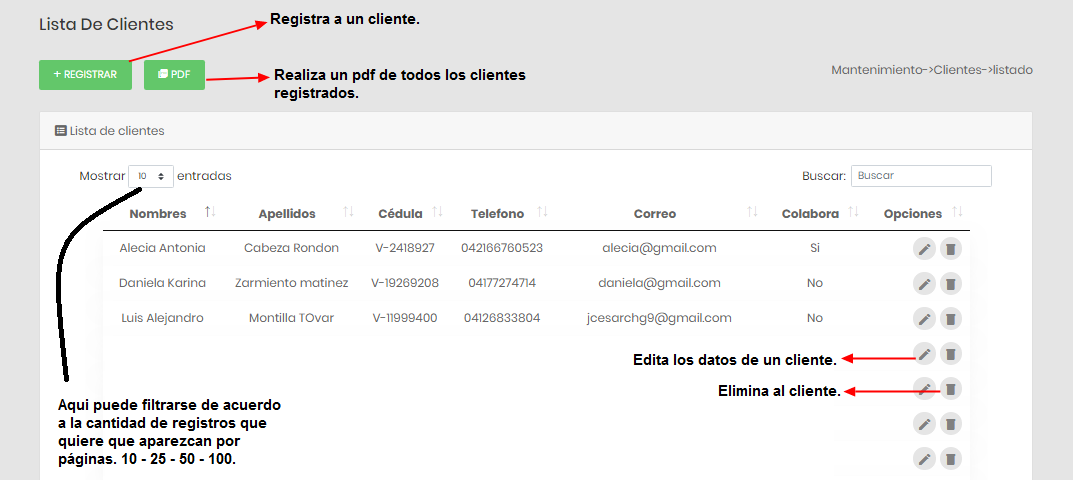 Lista De Clientes
Registra a un cliente.
+ REGISTRAR
PDF
Realiza un pdf de todos los clientes
registrados.
Mantenimiento->Clientes->listado
Lista de clientes
Mostrar 10 entradas
Buscar: Buscar
Nombres Apellidos Cédula Telefono Correo Colabora Opciones
Alecia Antonia Cabeza Rondon V-2418927 042166760523 alecia@gmail.com Si
Daniela Karina Zarmiento matinez V-19269208 04177274714 daniela@gmail.com No
Luis Alejandro Montilla TOvar V-11999400 04126833804 jcesarchg9@gmail.com No
Edita los datos de un cliente.
Elimina al cliente.
Aqui puede filtrarse de acuerdo
a la cantidad de registros que
quiere que aparezcan por
páginas. 10 - 25 - 50 - 100.